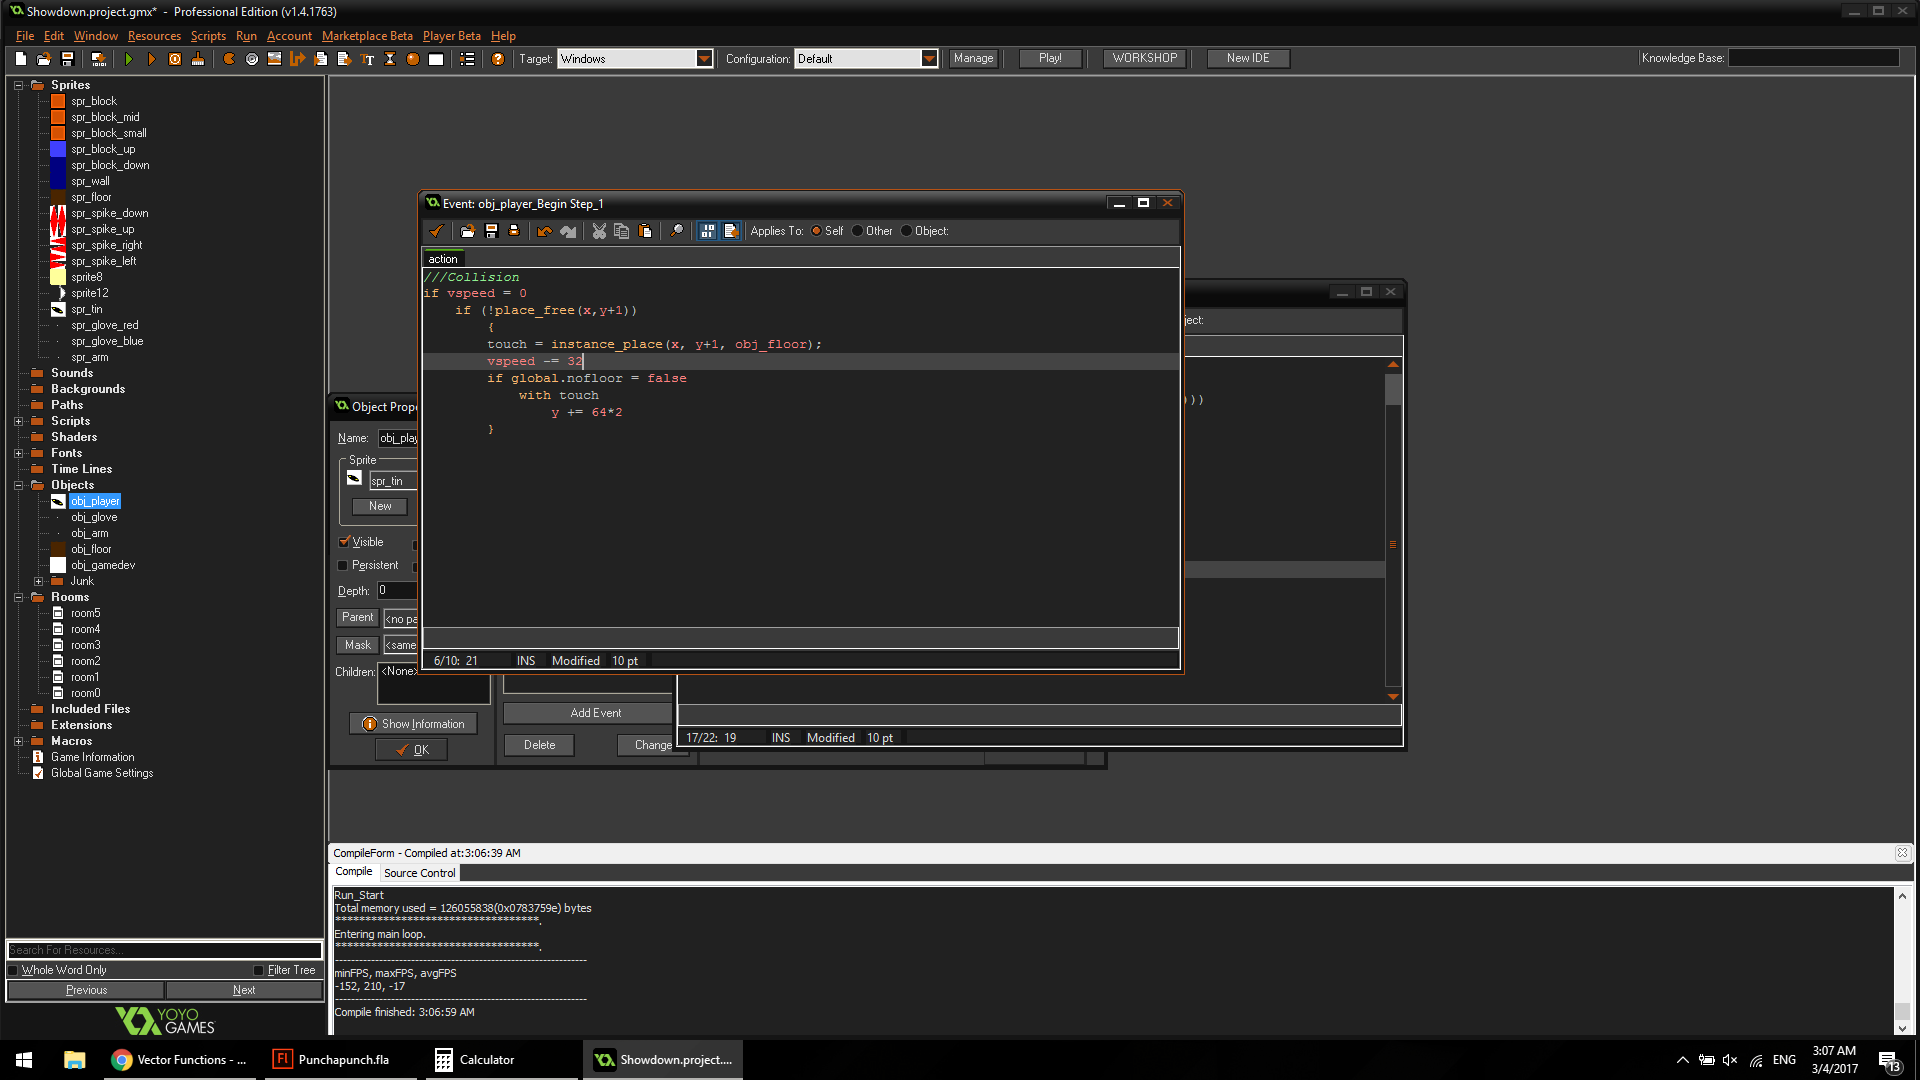 Showdown.project.gmx* - Professional Edition (v1.4.1763)
File Edit Window Resources Scripts Run Account Marketplace Beta Player Beta Help
Target: Windows Configuration: Default Manage Play! WORKSHOP New IDE Knowledge Base:
Sprites
spr_block
spr_block_mid
spr_block_small
spr_block_up
spr_block_down
spr_wall
spr_floor
spr_spike_down
spr_spike_up
spr_spike_right
spr_spike_left
sprite8
sprite12
spr_tin
spr_glove_red
spr_glove_blue
spr_arm
Sounds
Backgrounds
Paths
Scripts
Shaders
Fonts
Time Lines
Objects
obj_player
obj_glove
obj_arm
obj_floor
obj_gamedev
Junk
Rooms
room5
room4
room3
room2
room1
room0
Included Files
Extensions
Macros
Game Information
Global Game Settings
Search For Resources...
Whole Word Only Filter Tree
Previous Next
YOYO
GAMES
Event: obj_player_Begin Step_1
Applies To: Self Other Object:
action
///Collision
if vspeed = 0
if (!place_free(x,y+1))
{
touch = instance_place(x, y+1, obj_floor);
vspeed -= 32
if global.nofloor = false
with touch
y += 64*2
}
6/10: 21 INS Modified 10 pt
ject:
))
17/22: 19 INS Modified 10 pt
Object Prope
Name: obj_play
Sprite
spr_tin
New
Visible
Persistent
Depth: 0
Parent <no pa
Mask <same
Children: <None>
Show Information
OK
Add Event
Delete Change
CompileForm - Compiled at:3:06:39 AM
Compile Source Control
Run_Start
Total memory used = 126055838(0x0783759e) bytes
**********************************.
Entering main loop.
**********************************.
minFPS, maxFPS, avgFPS
-152, 210, -17
Compile finished: 3:06:59 AM
Vector Functions - ... Fl Punchapunch.fla Calculator Showdown.project.... ENG 3:07 AM
3/4/2017 13